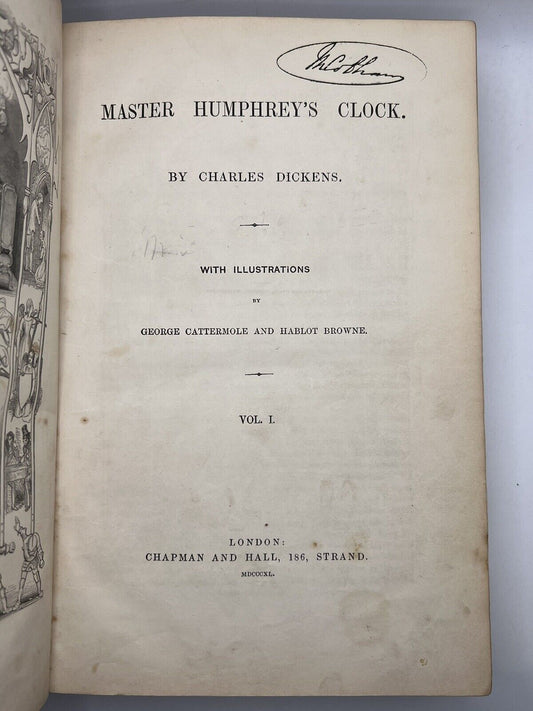 MASTER HUMPHREY'S CLOCK.
BY CHARLES DICKENS.
WITH ILLUSTRATIONS
BY
GEORGE CATTERMOLE AND HABLOT BROWNE.
VOL. I.
LONDON:
CHAPMAN AND HALL, 186, STRAND.
MDCCCXL.